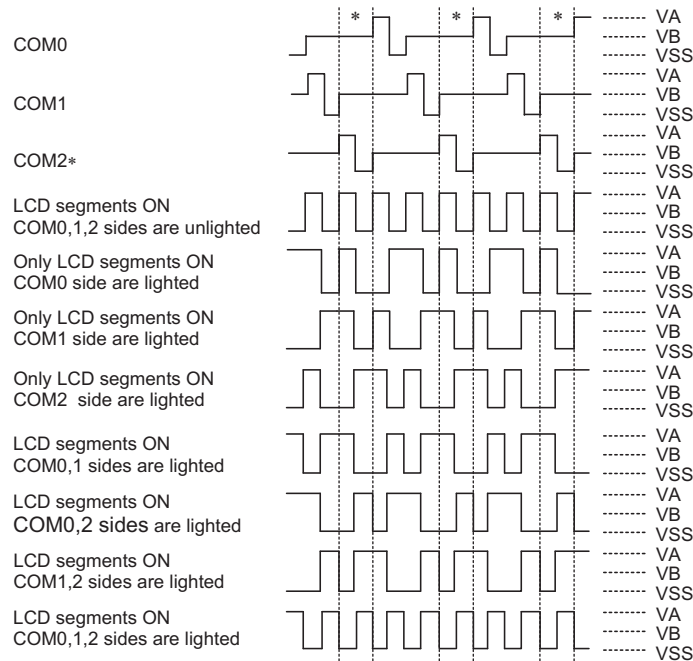 * * *
VA
COM0
VB
VSS
VA
COM1
VB
VSS
VA
COM2*
VB
VSS
LCD segments ON
COM0,1,2 sides are unlighted
VA
VB
VSS
Only LCD segments ON
COM0 side are lighted
VA
VB
VSS
Only LCD segments ON
COM1 side are lighted
VA
VB
VSS
Only LCD segments ON
COM2 side are lighted
VA
VB
VSS
LCD segments ON
COM0,1 sides are lighted
VA
VB
VSS
LCD segments ON
COM0,2 sides are lighted
VA
VB
VSS
LCD segments ON
COM1,2 sides are lighted
VA
VB
VSS
LCD segments ON
COM0,1,2 sides are lighted
VA
VB
VSS